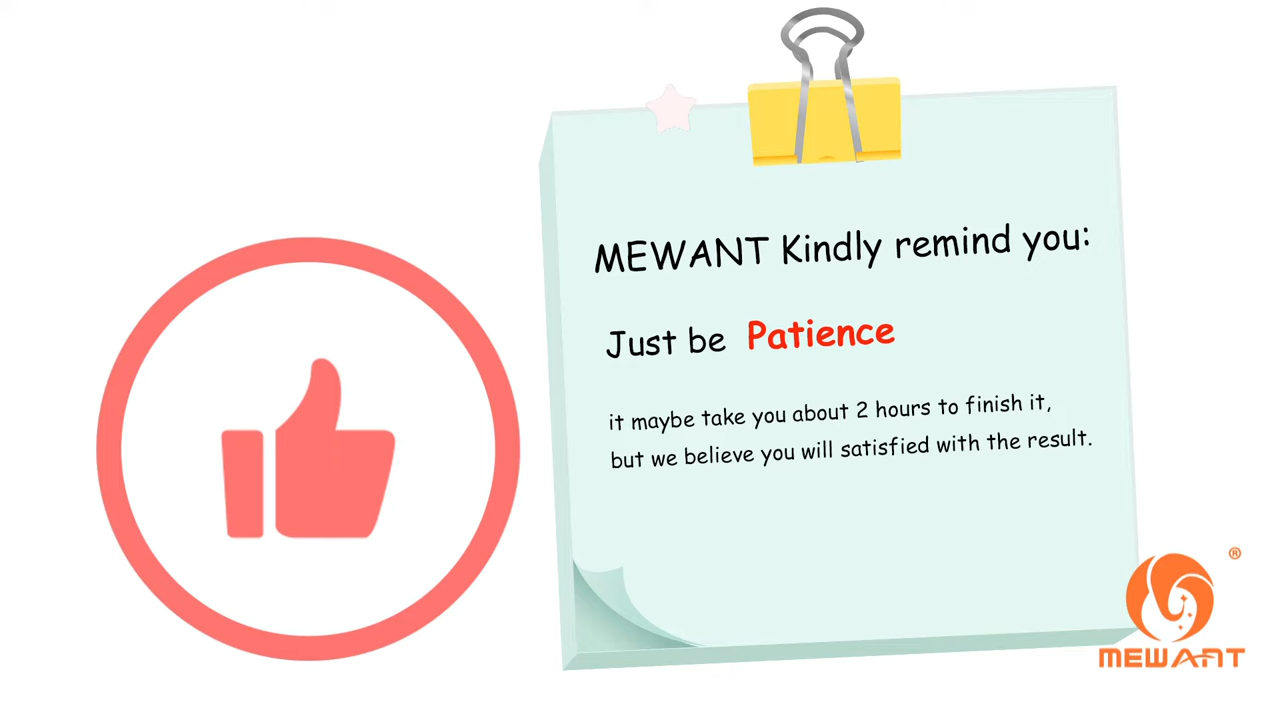 MEWANT Kindly remind you:
Just be Patience
it maybe take you about 2 hours to finish it,
but we believe you will satisfied with the result.
®
MEWANT